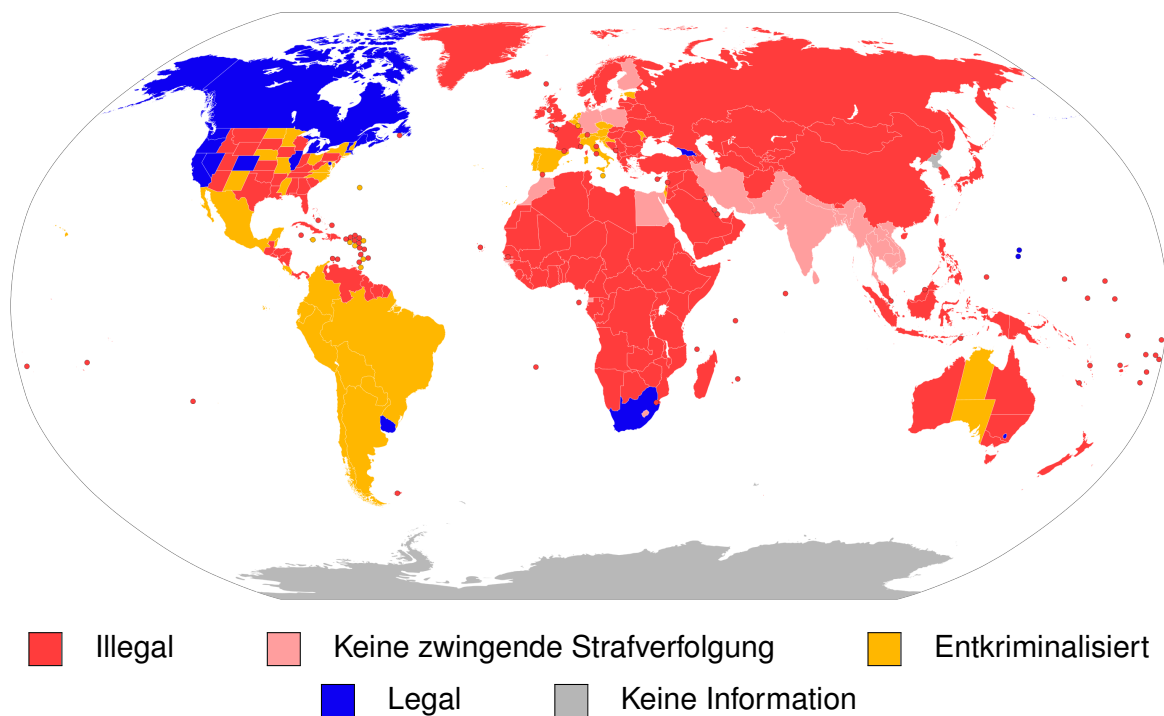 Illegal Keine zwingende Strafverfolgung Entkriminalisiert
Legal Keine Information